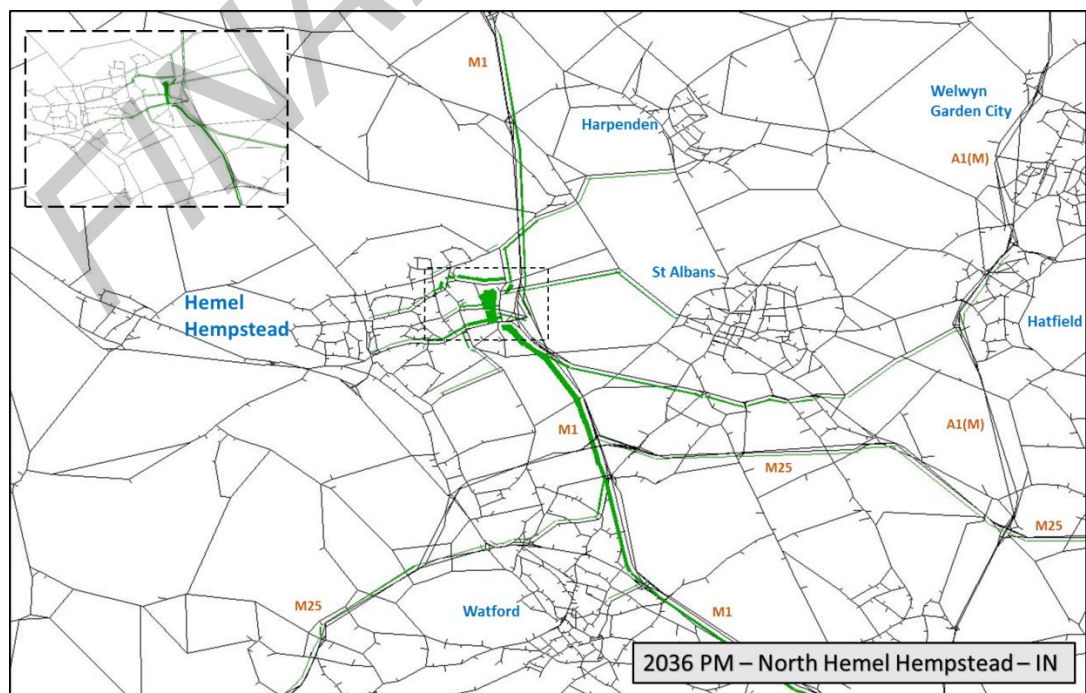 M1
Harpenden
Welwyn
Garden City
A1(M)
St Albans
Hemel
Hempstead
Hatfield
M1
A1(M)
M25
M25
M25
Watford
M1
2036 PM – North Hemel Hempstead – IN